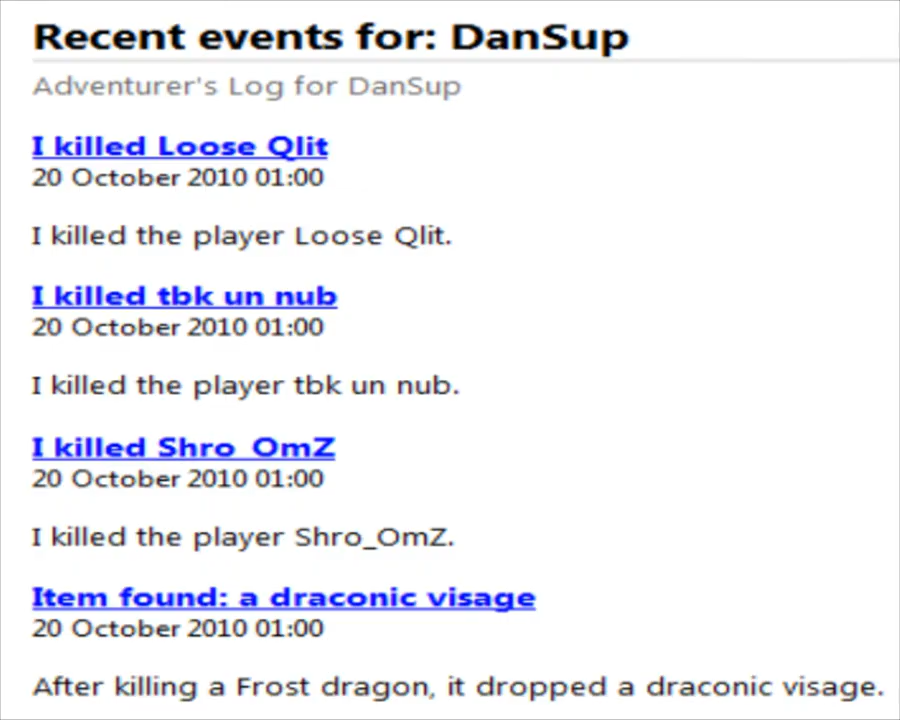 Recent events for: DanSup
Adventurer's Log for DanSup
I killed Loose Qlit
20 October 2010 01:00
I killed the player Loose Qlit.
I killed tbk un nub
20 October 2010 01:00
I killed the player tbk un nub.
I killed Shro_OmZ
20 October 2010 01:00
I killed the player Shro_OmZ.
Item found: a draconic visage
20 October 2010 01:00
After killing a Frost dragon, it dropped a draconic visage.